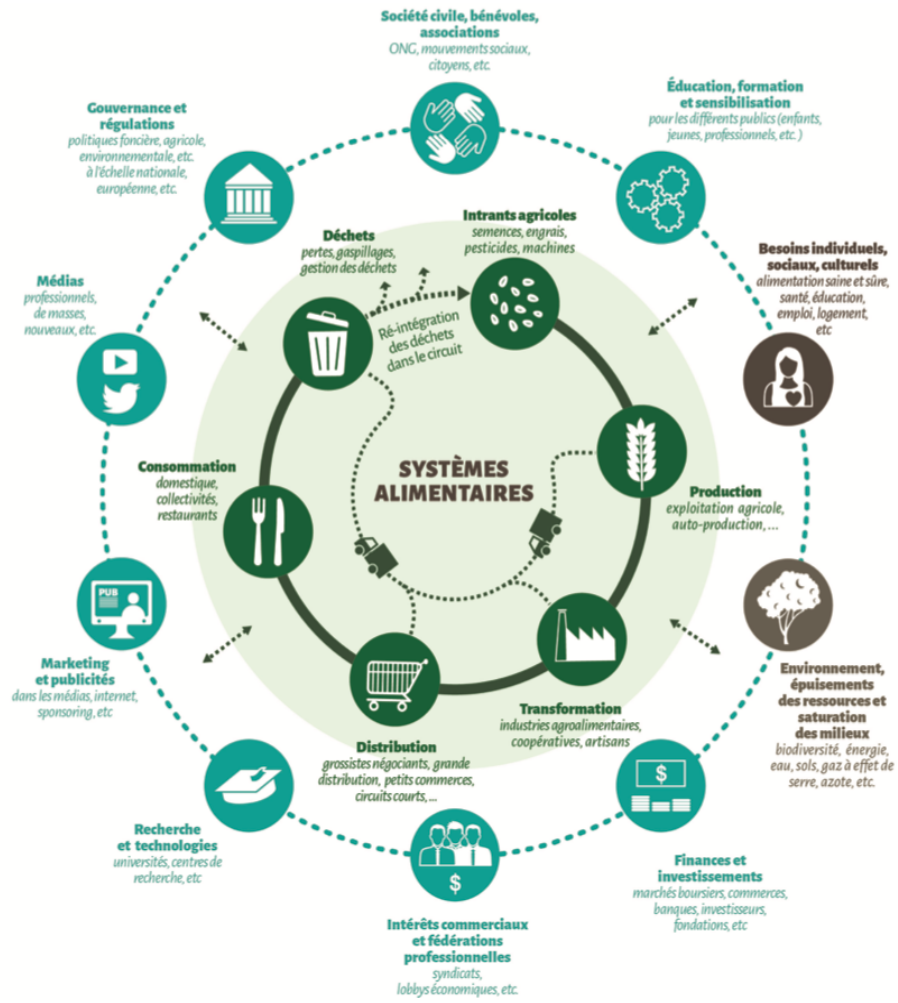 Société civile, bénévoles,
associations
ONG, mouvements sociaux,
citoyens, etc.
Éducation, formation
et sensibilisation
pour les différents publics (enfants,
jeunes, professionnels, etc. )
Gouvernance et
régulations
politiques foncière, agricole,
environnementale, etc.
à l'échelle nationale,
européenne, etc.
Intrants agricoles
semences, engrais,
pesticides, machines
Déchets
pertes, gaspillages,
gestion des déchets
Besoins individuels,
sociaux, culturels
alimentation saine et sûre,
santé, éducation,
emploi, logement,
etc
Médias
professionnels,
de masses,
nouveaux, etc.
Ré-intégration
des déchets
dans le circuit
SYSTÈMES
ALIMENTAIRES
Consommation
domestique,
collectivités,
restaurants
Production
exploitation agricole,
auto-production, ...
PUB
Marketing
et publicités
dans les médias, internet,
sponsoring, etc
Environnement,
épuisements
des ressources et
saturation
des milieux
biodiversité, énergie,
eau, sols, gaz à effet de
serre, azote, etc.
Transformation
industries agroalimentaires,
coopératives, artisans
Distribution
grossistes négociants, grande
distribution, petits commerces,
circuits courts, ...
$
Recherche
et technologies
universités, centres de
recherche, etc
Finances et
investissements
marchés boursiers, commerces,
banques, investisseurs,
fondations, etc
$
Intérêts commerciaux
et fédérations
professionnelles
syndicats,
lobbys économiques, etc.